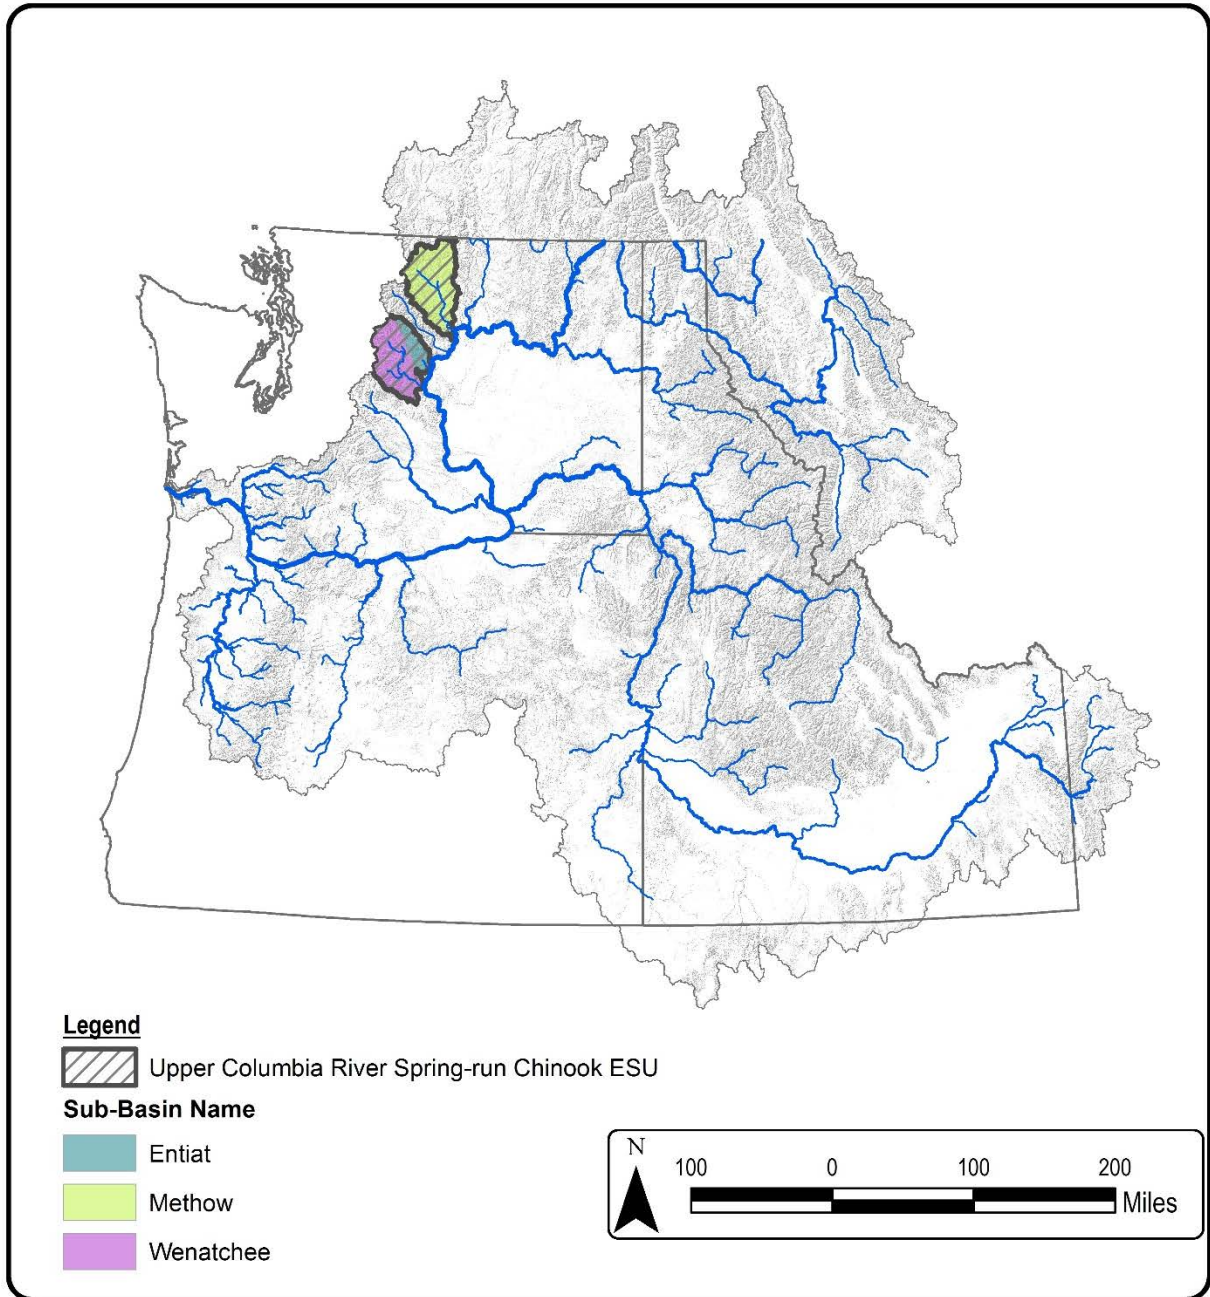 Legend
Upper Columbia River Spring-run Chinook ESU
Sub-Basin Name
Entiat
Methow
Wenatchee
N
100 0 100 200
Miles